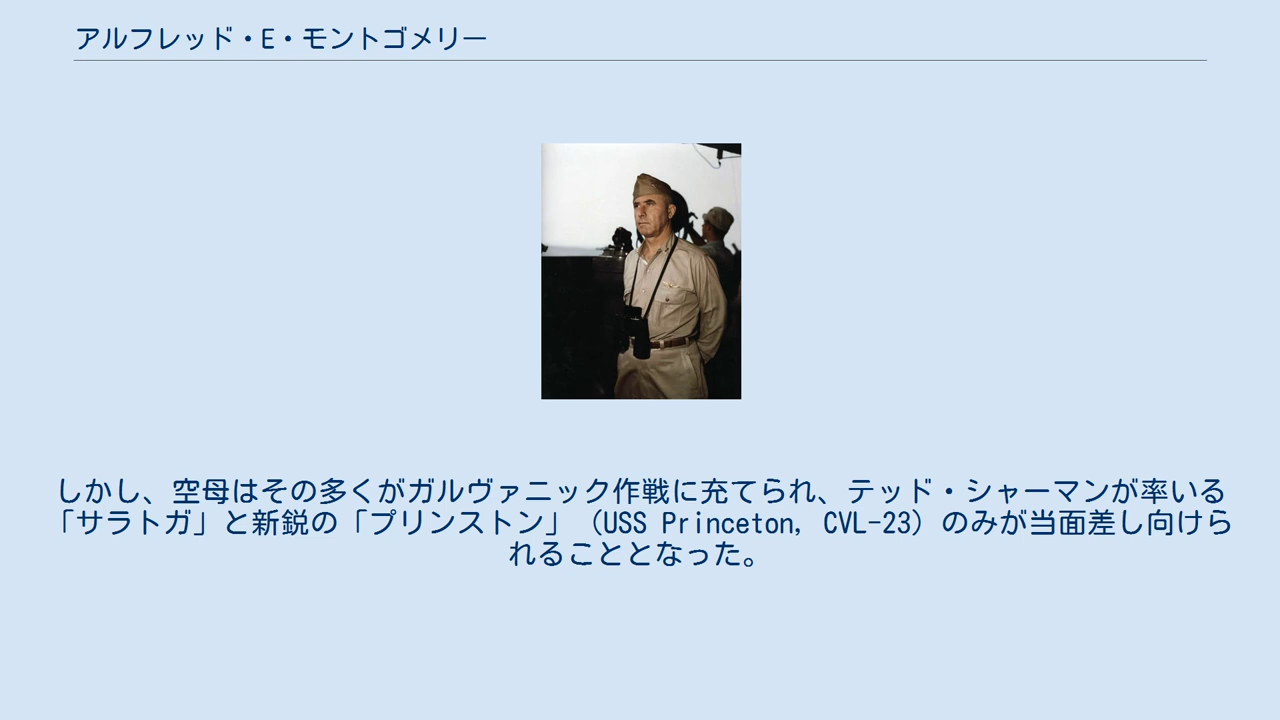 アルフレッド・E・モントゴメリー
しかし、空母はその多くがガルヴァニック作戦に充てられ、テッド・シャーマンが率いる
「サラトガ」と新鋭の「プリンストン」（USS Princeton, CVL-23）のみが当面差し向けら
れることとなった。